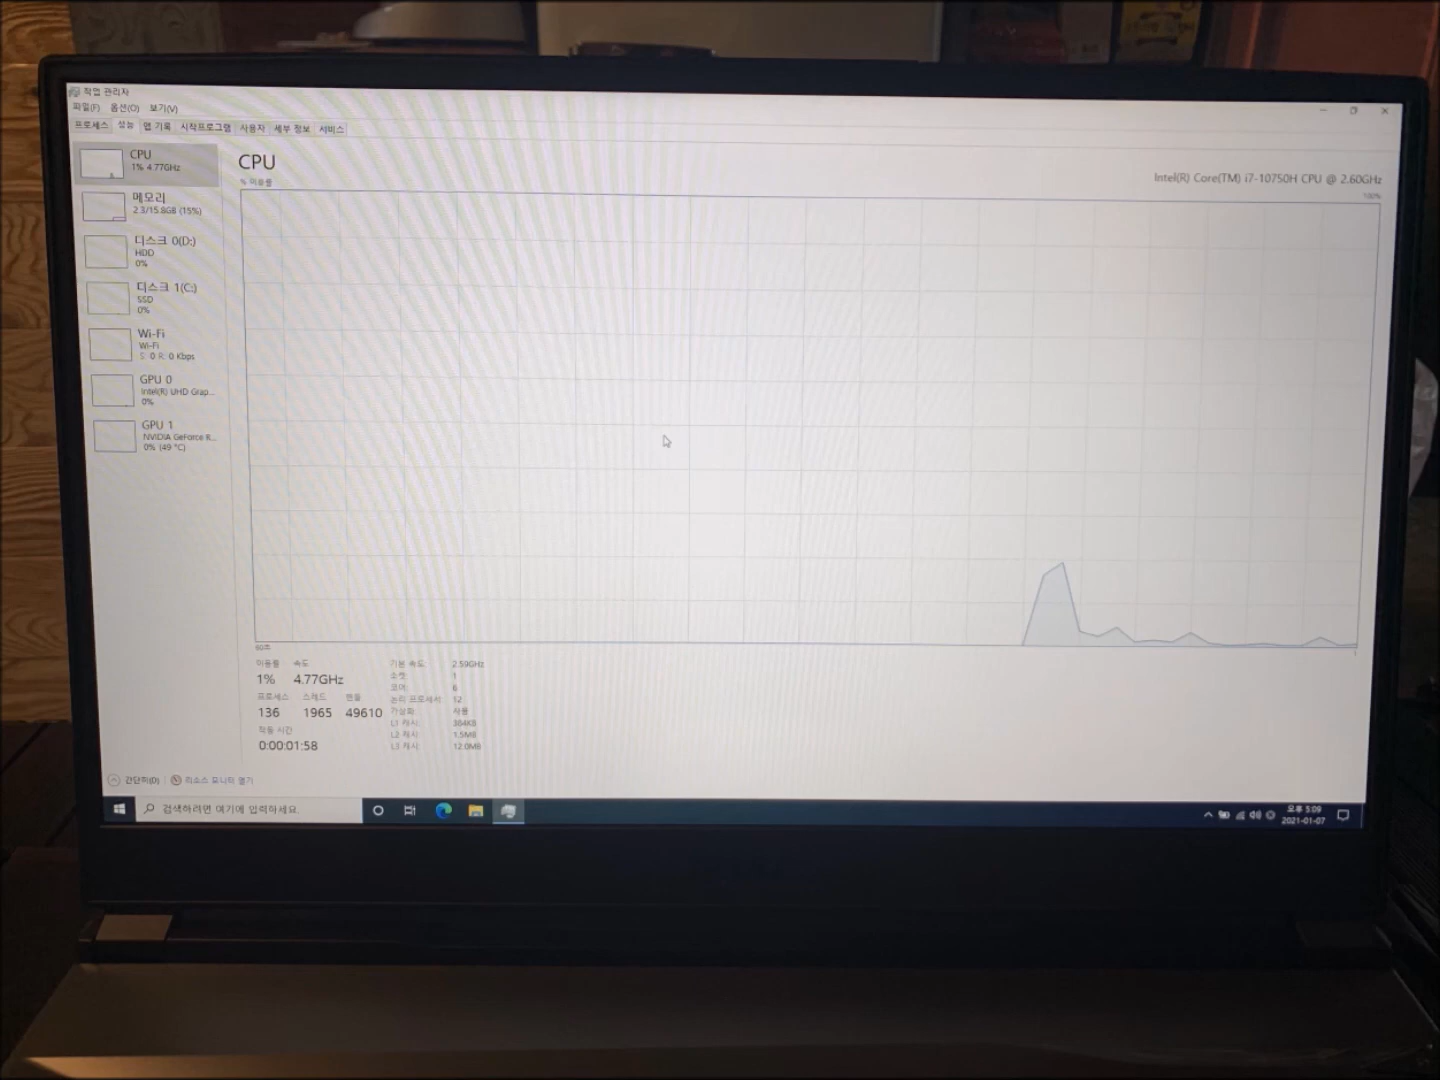 작업 관리자
파일(F) 옵션(O) 보기(V)
프로세스 성능 앱 기록 시작프로그램 사용자 세부 정보 서비스
CPU
1% 4.77GHz
메모리
2.3/15.8GB (15%)
디스크 0(D:)
HDD
0%
디스크 1(C:)
SSD
0%
Wi-Fi
Wi-Fi
S: 0 R: 0 Kbps
GPU 0
Intel(R) UHD Grap...
0%
GPU 1
NVIDIA GeForce R...
0% (49 °C)
CPU
Intel(R) Core(TM) i7-10750H CPU @ 2.60GHz
% 이용률
100%
60초
이용률 속도
1% 4.77GHz
프로세스 스레드 핸들
136 1965 49610
작동 시간
0:00:01:58
기본 속도: 2.59GHz
소켓: 1
코어: 6
논리 프로세서: 12
가상화: 사용
L1 캐시: 384KB
L2 캐시: 1.5MB
L3 캐시: 12.0MB
간단히(D) 리소스 모니터 열기
검색하려면 여기에 입력하세요.
오후 5:09
2021-01-07